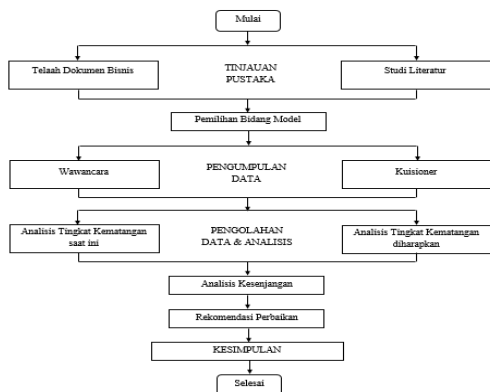 Mulai
Telaah Dokumen Bisnis
TINJAUAN
PUSTAKA
Studi Literatur
Pemilihan Bidang Model
Wawancara
PENGUMPULAN
DATA
Kuisioner
Analisis Tingkat Kematangan
saat ini
PENGOLAHAN
DATA & ANALISIS
Analisis Tingkat Kematangan
diharapkan
Analisis Kesenjangan
Rekomendasi Perbaikan
KESIMPULAN
Selesai